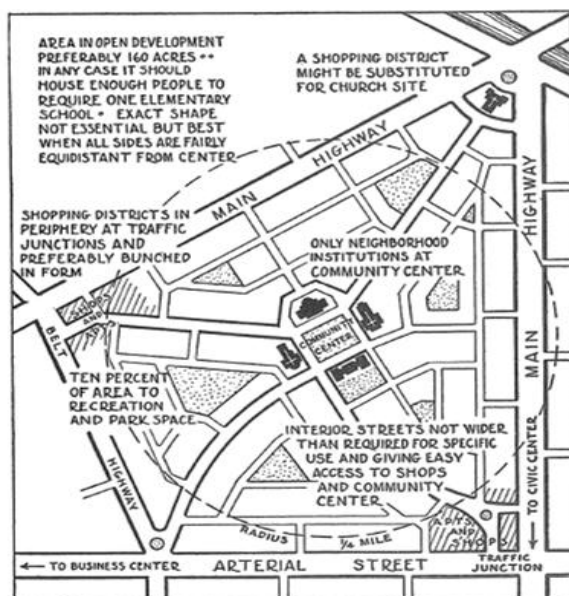 AREA IN OPEN DEVELOPMENT
PREFERABLY 160 ACRES ··
IN ANY CASE IT SHOULD
HOUSE ENOUGH PEOPLE TO
REQUIRE ONE ELEMENTARY
SCHOOL · EXACT SHAPE
NOT ESSENTIAL BUT BEST
WHEN ALL SIDES ARE FAIRLY
EQUIDISTANT FROM CENTER
A SHOPPING DISTRICT
MIGHT BE SUBSTITUTED
FOR CHURCH SITE
MAIN HIGHWAY
HIGHWAY
MAIN
SHOPPING DISTRICTS IN
PERIPHERY AT TRAFFIC
JUNCTIONS AND
PREFERABLY BUNCHED
IN FORM
ONLY NEIGHBORHOOD
INSTITUTIONS AT
COMMUNITY CENTER
SHOPS
AND
APTS
COMMUNITY
CENTER
BELT
HIGHWAY
TEN PERCENT
OF AREA TO
RECREATION
AND PARK SPACE
INTERIOR STREETS NOT WIDER
THAN REQUIRED FOR SPECIFIC
USE AND GIVING EASY
ACCESS TO SHOPS
AND COMMUNITY
CENTER
TO CIVIC CENTER
RADIUS 1/4 MILE
APTS
AND
SHOPS
TRAFFIC
JUNCTION
TO BUSINESS CENTER
ARTERIAL STREET